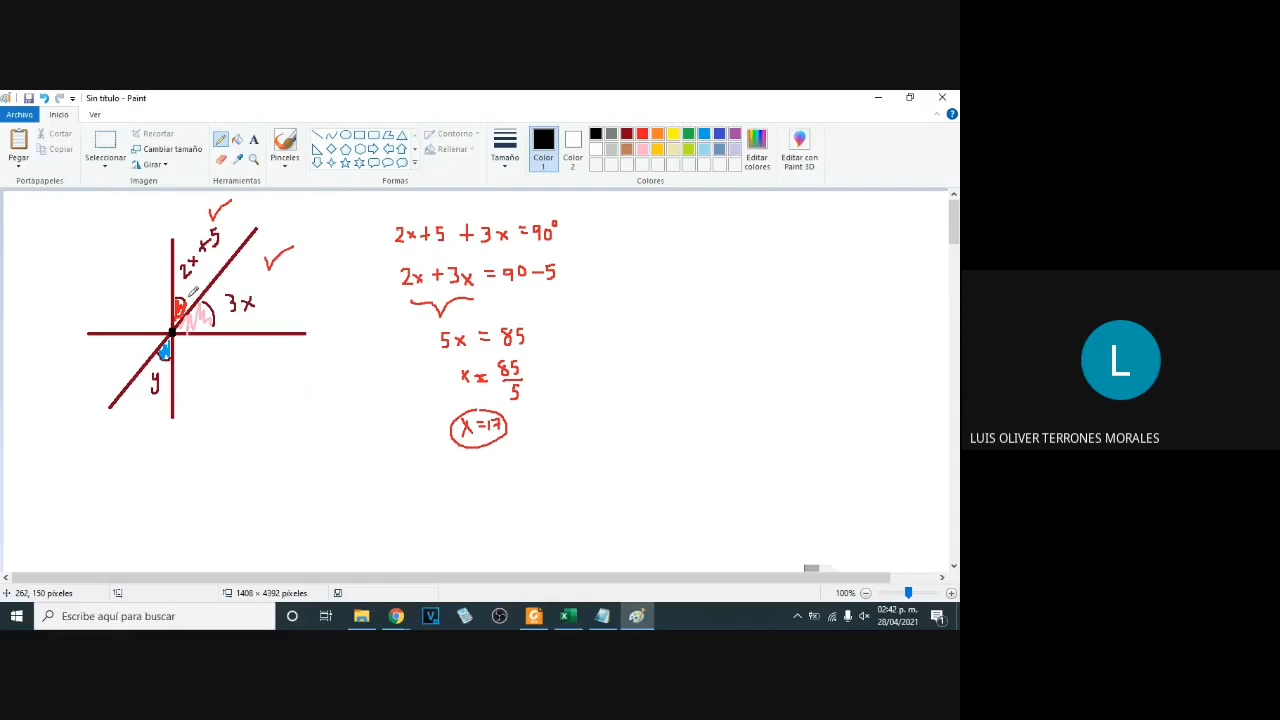 Sin título - Paint
Archivo Inicio Ver
Pegar
Cortar
Copiar
Portapapeles
Seleccionar
Recortar
Cambiar tamaño
Girar
Imagen
A
Herramientas
Pinceles
Contorno
Rellenar
Formas
Tamaño
Color 1
Color 2
Editar colores
Editar con Paint 3D
Colores
3x
y
2x+5 + 3x = 90°
2x + 3x = 90 - 5
5x = 85
x = 85/5
x = 17
L
LUIS OLIVER TERRONES MORALES
262, 150 píxeles
1408 × 4392 píxeles
100%
Escribe aquí para buscar
02:42 p. m.
28/04/2021